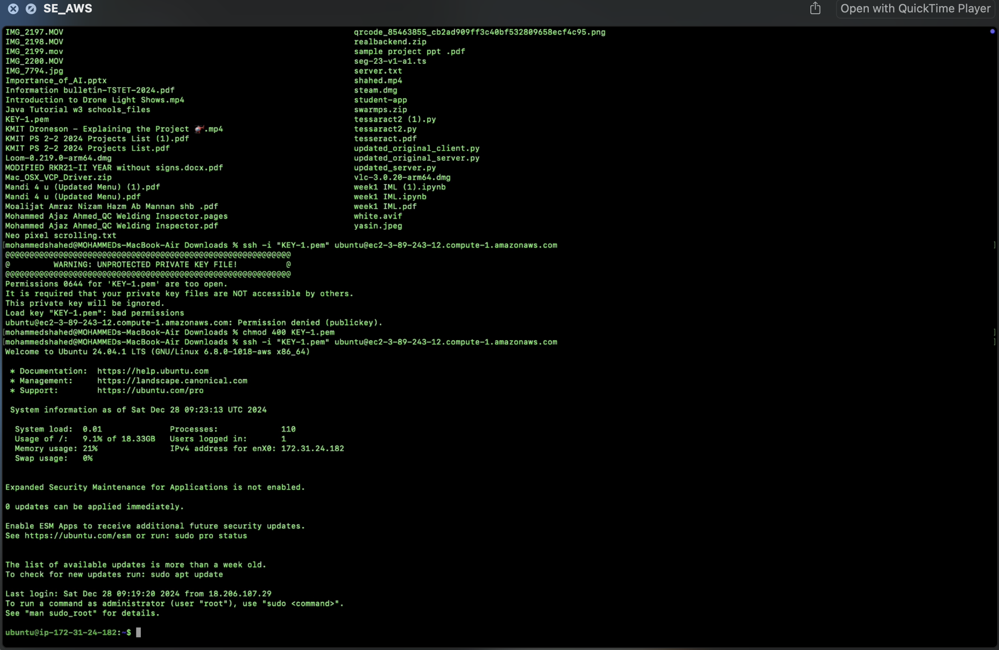 SE_AWS
Open with QuickTime Player
IMG_2197.MOV qrcode_85463855_cb2ad909ff3c40bf532809658ecf4c95.png
IMG_2198.MOV realbackend.zip
IMG_2199.mov sample project ppt .pdf
IMG_2200.MOV seg-23-v1-a1.ts
IMG_7794.jpg server.txt
Importance_of_AI.pptx shahed.mp4
Information bulletin-TSTET-2024.pdf steam.dmg
Introduction to Drone Light Shows.mp4 student-app
Java Tutorial w3 schools_files swarmps.zip
KEY-1.pem tessaract2 (1).py
KMIT Droneson - Explaining the Project 🚁.mp4 tessaract2.py
KMIT PS 2-2 2024 Projects List (1).pdf tesseract.pdf
KMIT PS 2-2 2024 Projects List.pdf updated_original_client.py
Loom-0.219.0-arm64.dmg updated_original_server.py
MODIFIED RKR21-II YEAR without signs.docx.pdf updated_server.py
Mac_OSX_VCP_Driver.zip vlc-3.0.20-arm64.dmg
Mandi 4 u (Updated Menu) (1).pdf week1 IML (1).ipynb
Mandi 4 u (Updated Menu).pdf week1 IML.ipynb
Moalijat Amraz Nizam Hazm Ab Mannan shb .pdf week1 IML.pdf
Mohammed Ajaz Ahmed_QC Welding Inspector.pages white.avif
Mohammed Ajaz Ahmed_QC Welding Inspector.pdf yasin.jpeg
Neo pixel scrolling.txt
[mohammedshahed@MOHAMMEDs-MacBook-Air Downloads % ssh -i "KEY-1.pem" ubuntu@ec2-3-89-243-12.compute-1.amazonaws.com ]
@@@@@@@@@@@@@@@@@@@@@@@@@@@@@@@@@@@@@@@@@@@@@@@@@@@@@@@@@@@
@ WARNING: UNPROTECTED PRIVATE KEY FILE! @
@@@@@@@@@@@@@@@@@@@@@@@@@@@@@@@@@@@@@@@@@@@@@@@@@@@@@@@@@@@
Permissions 0644 for 'KEY-1.pem' are too open.
It is required that your private key files are NOT accessible by others.
This private key will be ignored.
Load key "KEY-1.pem": bad permissions
ubuntu@ec2-3-89-243-12.compute-1.amazonaws.com: Permission denied (publickey).
[mohammedshahed@MOHAMMEDs-MacBook-Air Downloads % chmod 400 KEY-1.pem ]
[mohammedshahed@MOHAMMEDs-MacBook-Air Downloads % ssh -i "KEY-1.pem" ubuntu@ec2-3-89-243-12.compute-1.amazonaws.com ]
Welcome to Ubuntu 24.04.1 LTS (GNU/Linux 6.8.0-1018-aws x86_64)
* Documentation: https://help.ubuntu.com
* Management: https://landscape.canonical.com
* Support: https://ubuntu.com/pro
System information as of Sat Dec 28 09:23:13 UTC 2024
System load: 0.01 Processes: 110
Usage of /: 9.1% of 18.33GB Users logged in: 1
Memory usage: 21% IPv4 address for enX0: 172.31.24.182
Swap usage: 0%
Expanded Security Maintenance for Applications is not enabled.
0 updates can be applied immediately.
Enable ESM Apps to receive additional future security updates.
See https://ubuntu.com/esm or run: sudo pro status
The list of available updates is more than a week old.
To check for new updates run: sudo apt update
Last login: Sat Dec 28 09:19:20 2024 from 18.206.107.29
To run a command as administrator (user "root"), use "sudo <command>".
See "man sudo_root" for details.
ubuntu@ip-172-31-24-182:~$